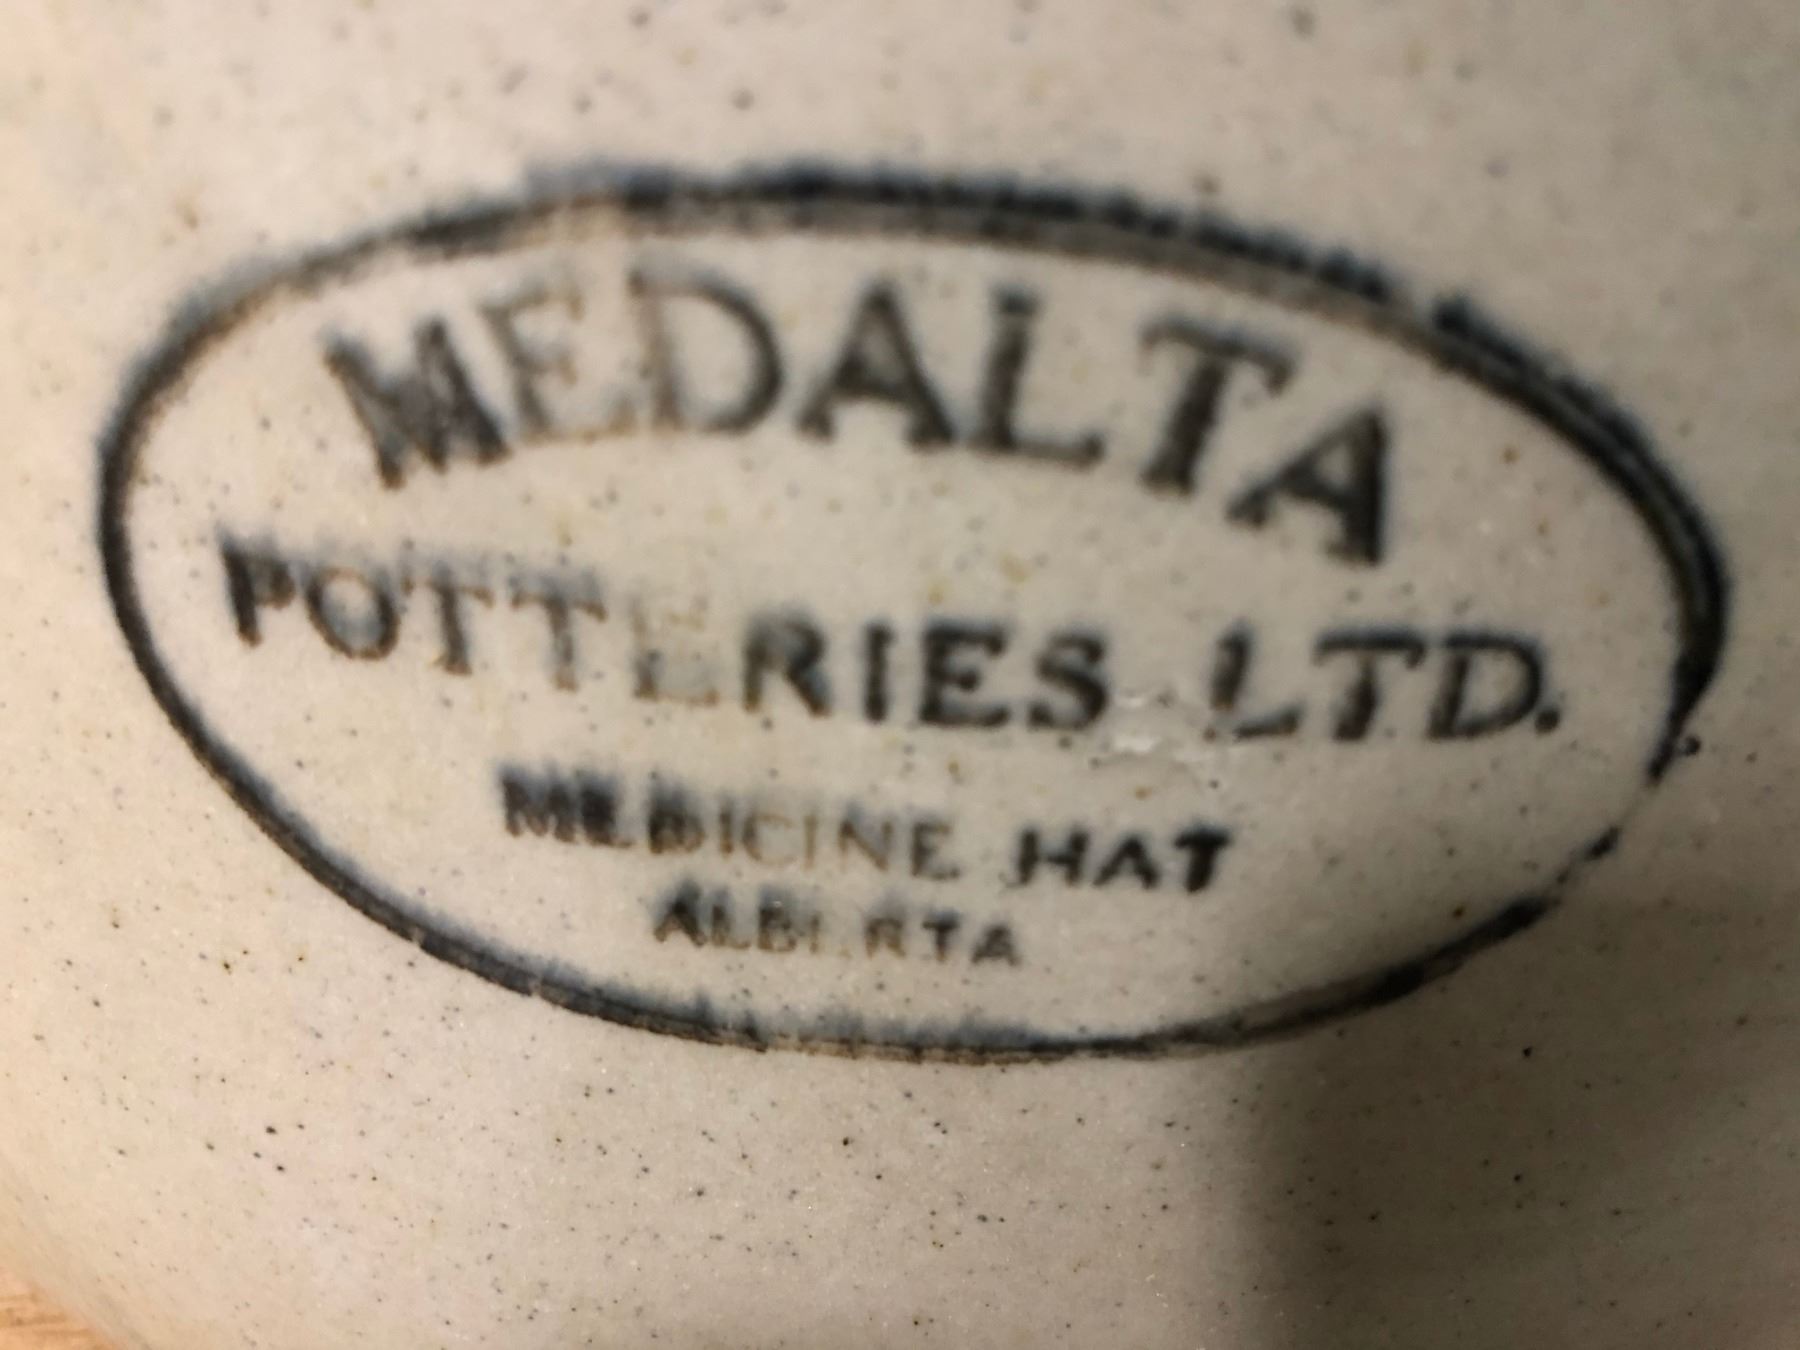 MEDALTA
POTTERIES LTD.
MEDICINE HAT
ALBERTA